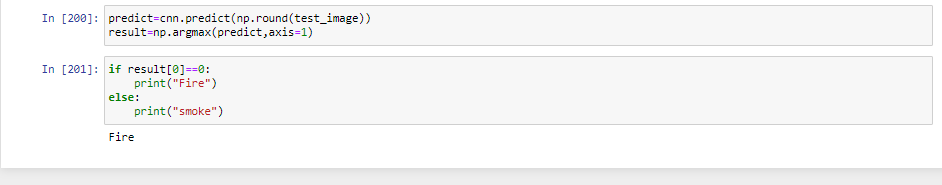 In [200]: predict=cnn.predict(np.round(test_image))
result=np.argmax(predict,axis=1)
In [201]: if result[0]==0:
    print("Fire")
else:
    print("smoke")
Fire